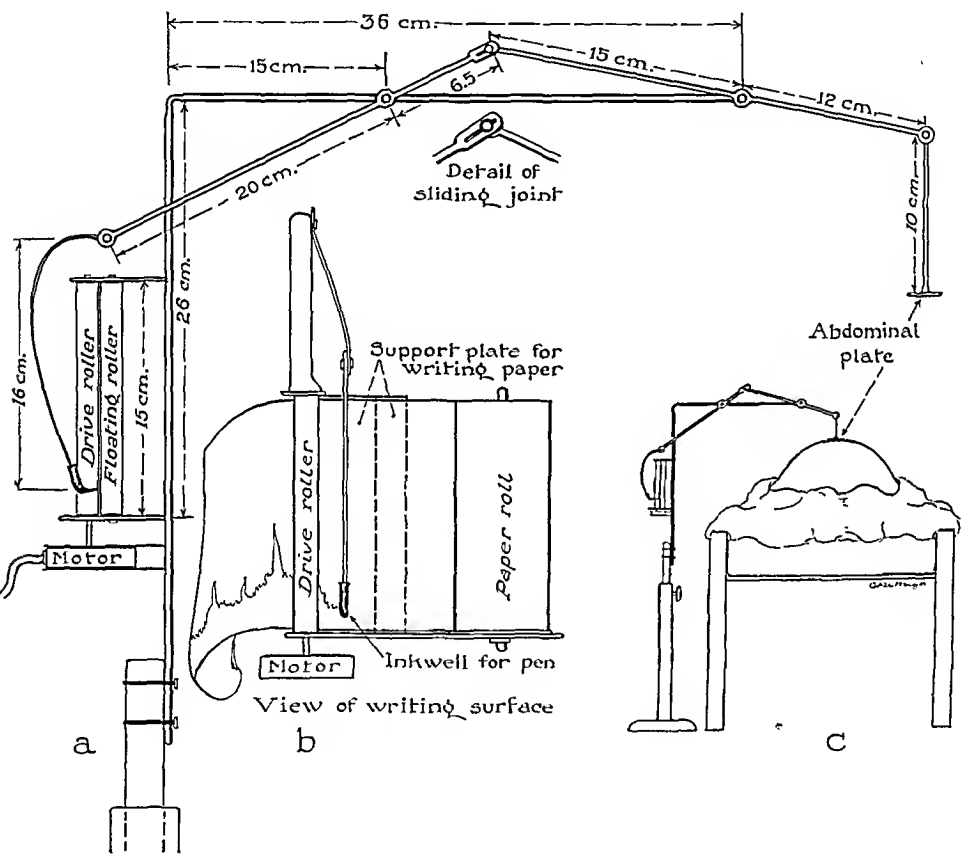 36 cm.
15cm.
6.5
15 cm.
12 cm.
Detail of
sliding joint
20 cm.
10 cm.
26 cm.
16 cm.
Drive roller
Floating roller
15 cm.
Motor
Support plate for
writing paper
Drive roller
Paper roll
Motor
Inkwell for pen
View of writing surface
Abdominal
plate
a
b
c